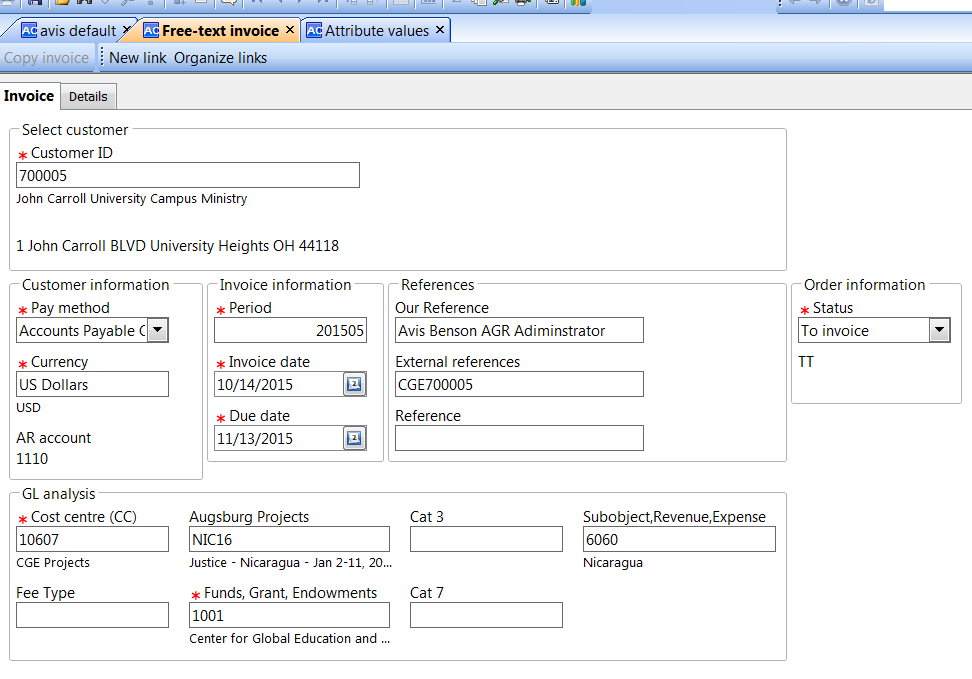 avis default
Free-text invoice
Attribute values
Copy invoice New link Organize links
Invoice Details
Select customer
* Customer ID
700005
John Carroll University Campus Ministry
1 John Carroll BLVD University Heights OH 44118
Customer information
* Pay method
Accounts Payable C
* Currency
US Dollars
USD
AR account
1110
Invoice information
* Period
201505
* Invoice date
10/14/2015
* Due date
11/13/2015
References
Our Reference
Avis Benson AGR Adiminstrator
External references
CGE700005
Reference
Order information
* Status
To invoice
TT
GL analysis
* Cost centre (CC) Augsburg Projects Cat 3 Subobject,Revenue,Expense
10607 NIC16 6060
CGE Projects Justice - Nicaragua - Jan 2-11, 20... Nicaragua
Fee Type * Funds, Grant, Endowments Cat 7
1001
Center for Global Education and ...